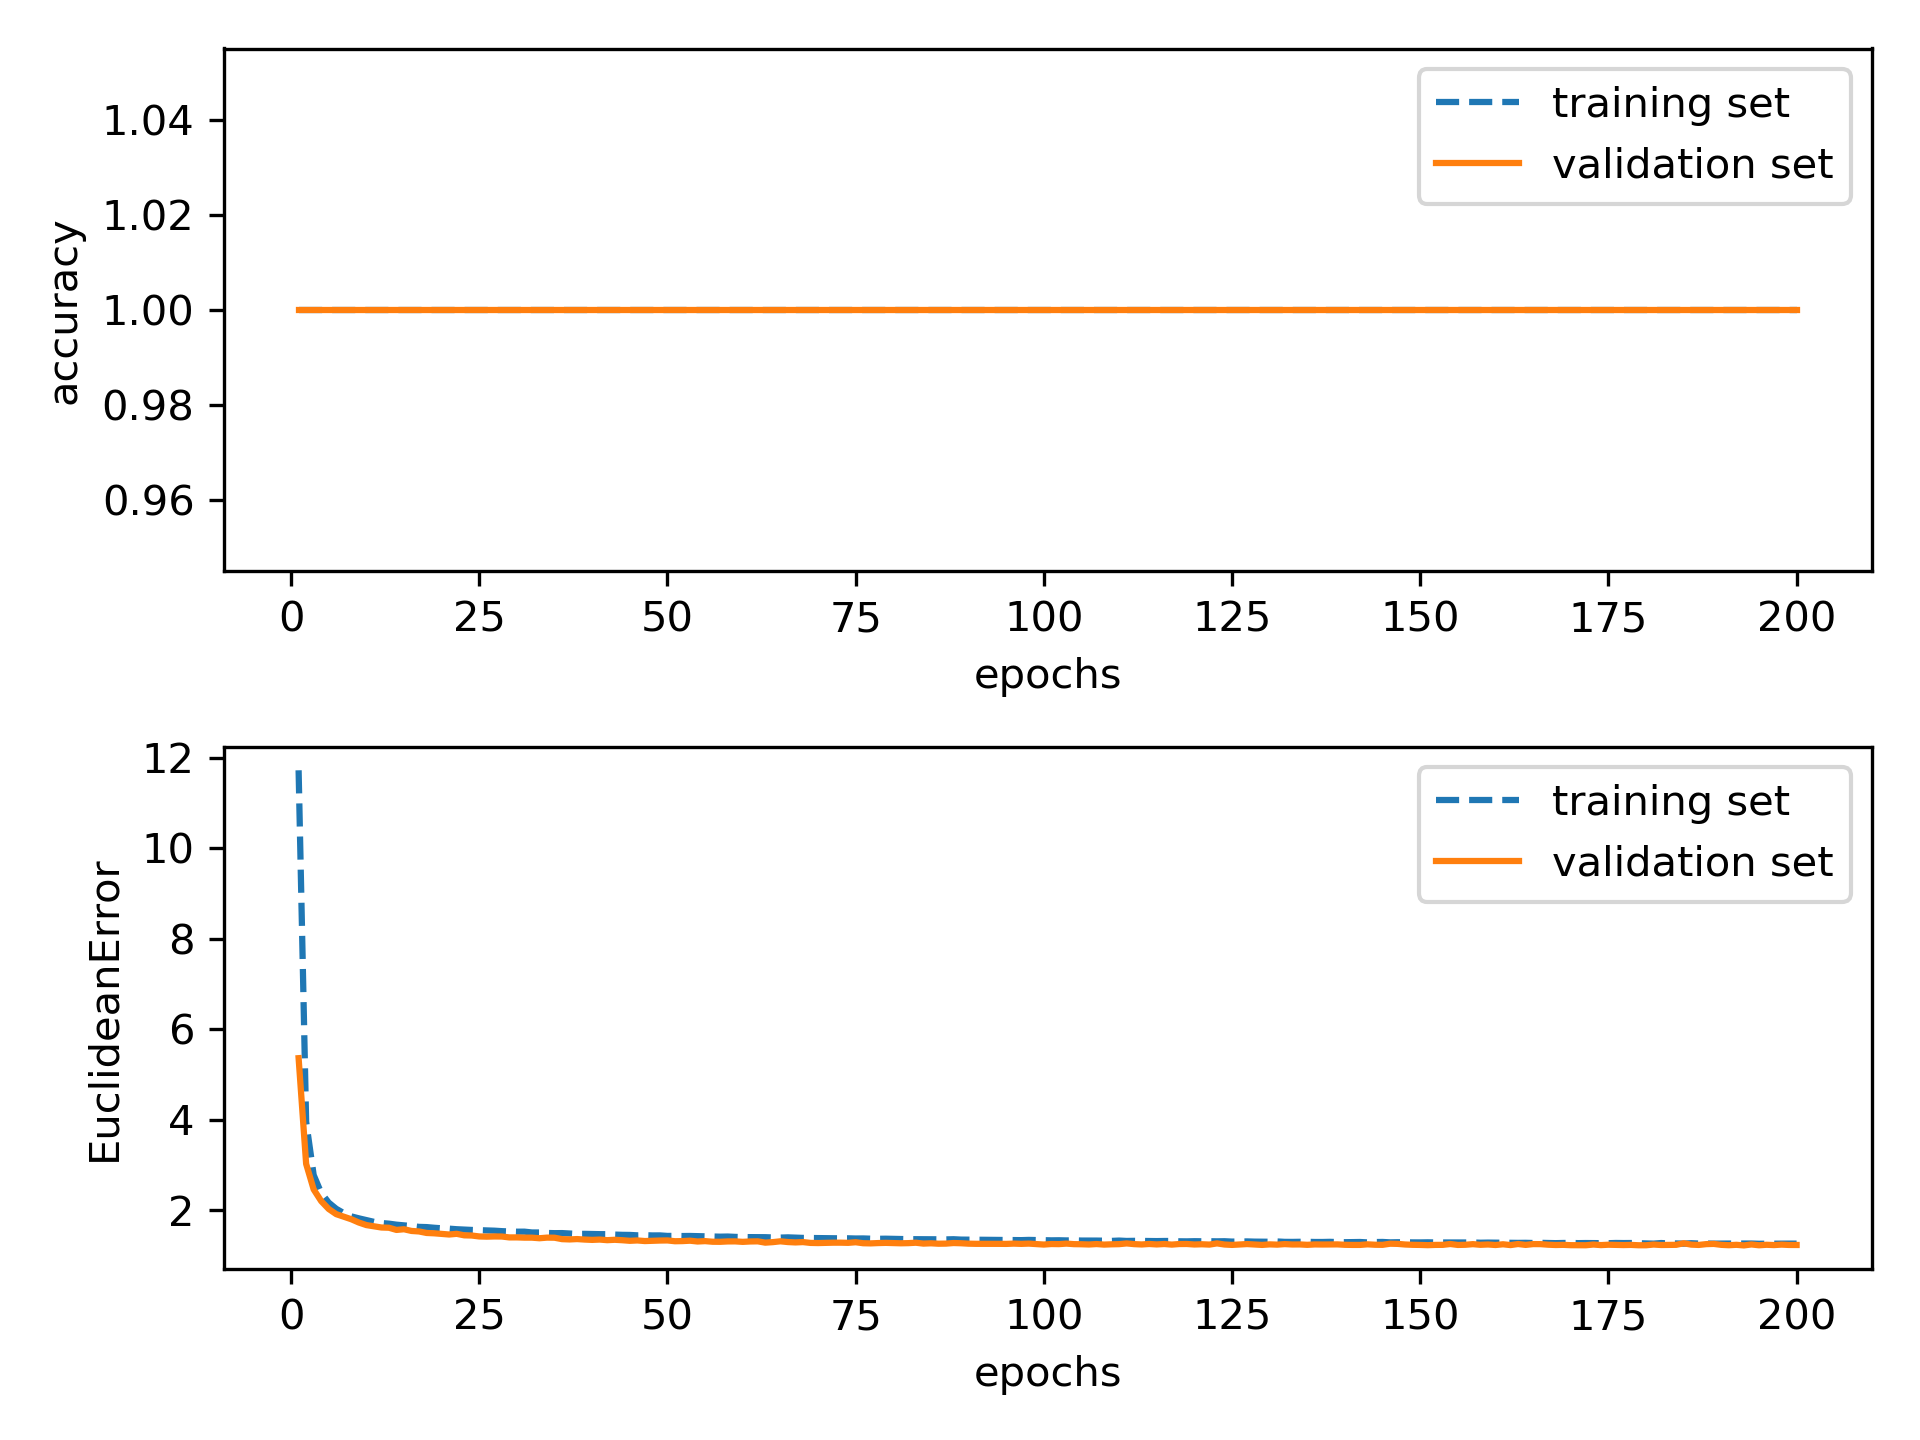 training set
validation set
1.04
1.02
1.00
0.98
0.96
accuracy
0 25 50 75 100 125 150 175 200
epochs
training set
validation set
12
10
8
6
4
2
EuclideanError
0 25 50 75 100 125 150 175 200
epochs